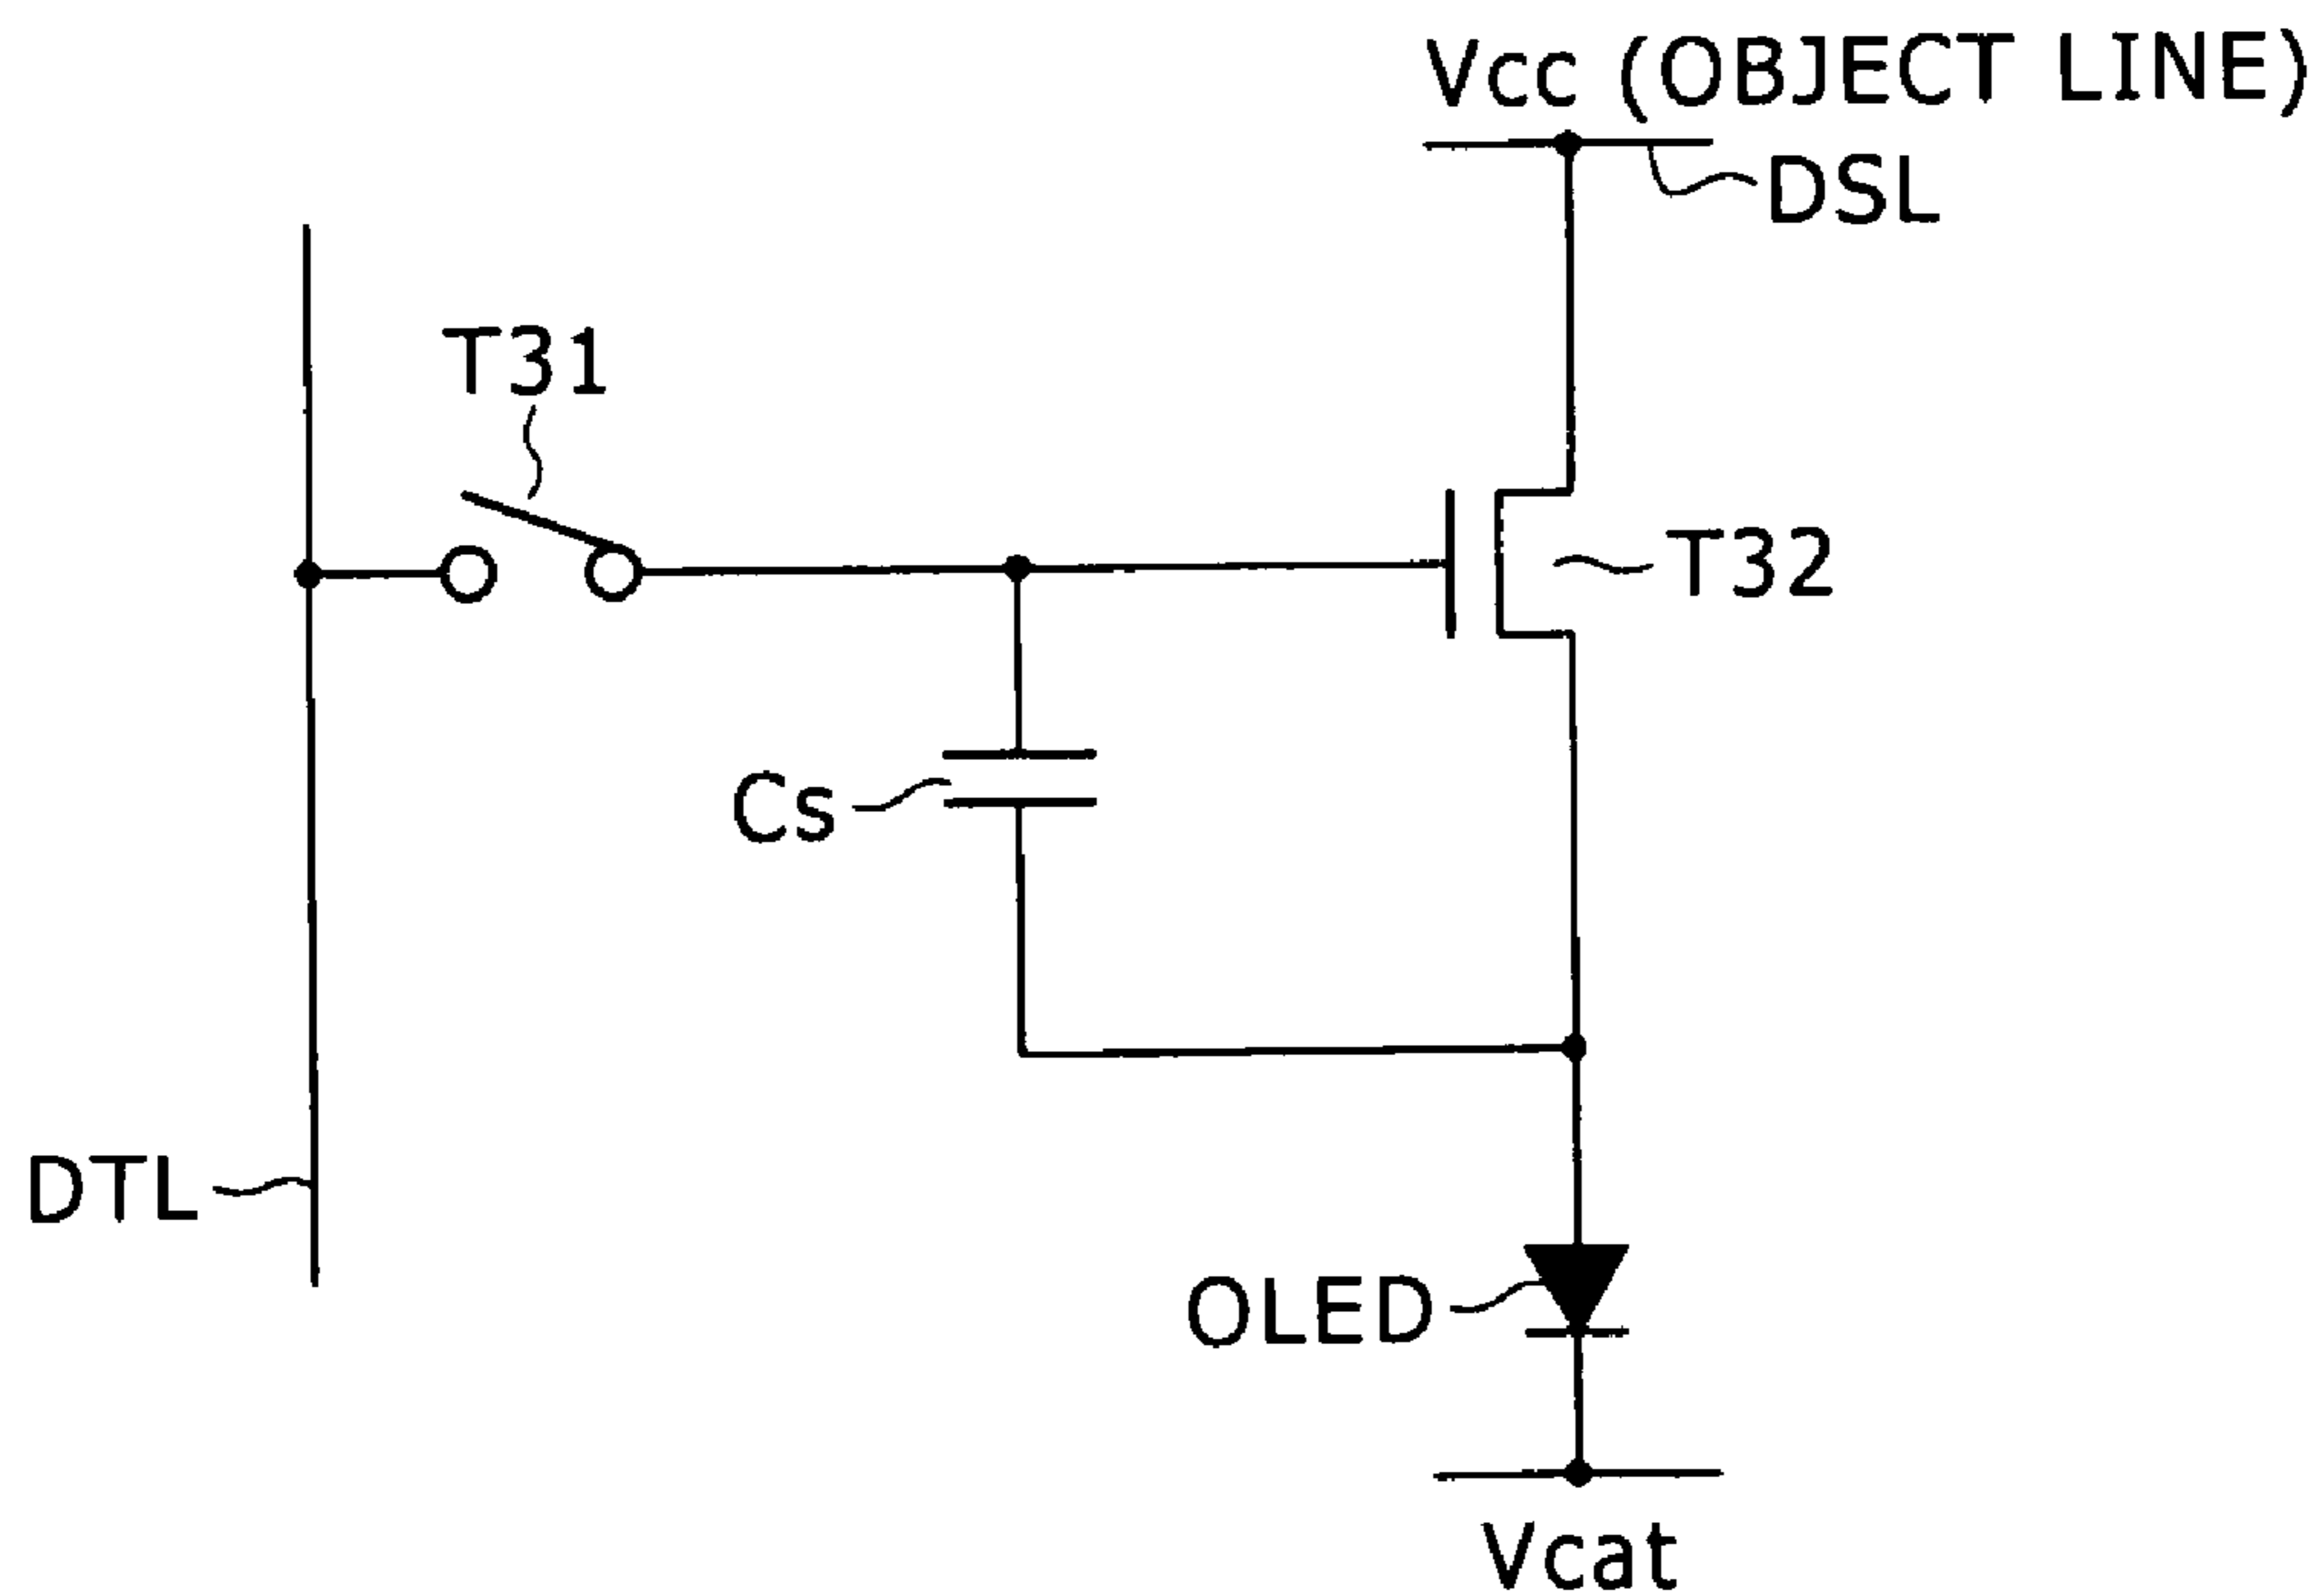 Vcc (OBJECT LINE)
DSL
T31
T32
Cs
DTL
OLED
Vcat